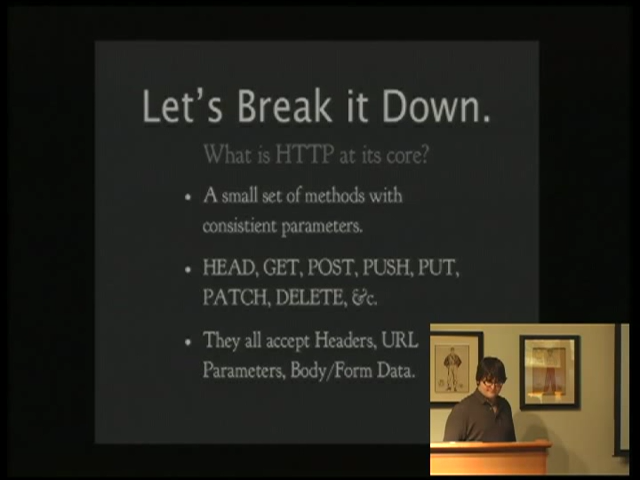 Let's Break it Down.
What is HTTP at its core?
• A small set of methods with
consistient parameters.
• HEAD, GET, POST, PUSH, PUT,
PATCH, DELETE, &c.
• They all accept Headers, URL
Parameters, Body/Form Data.